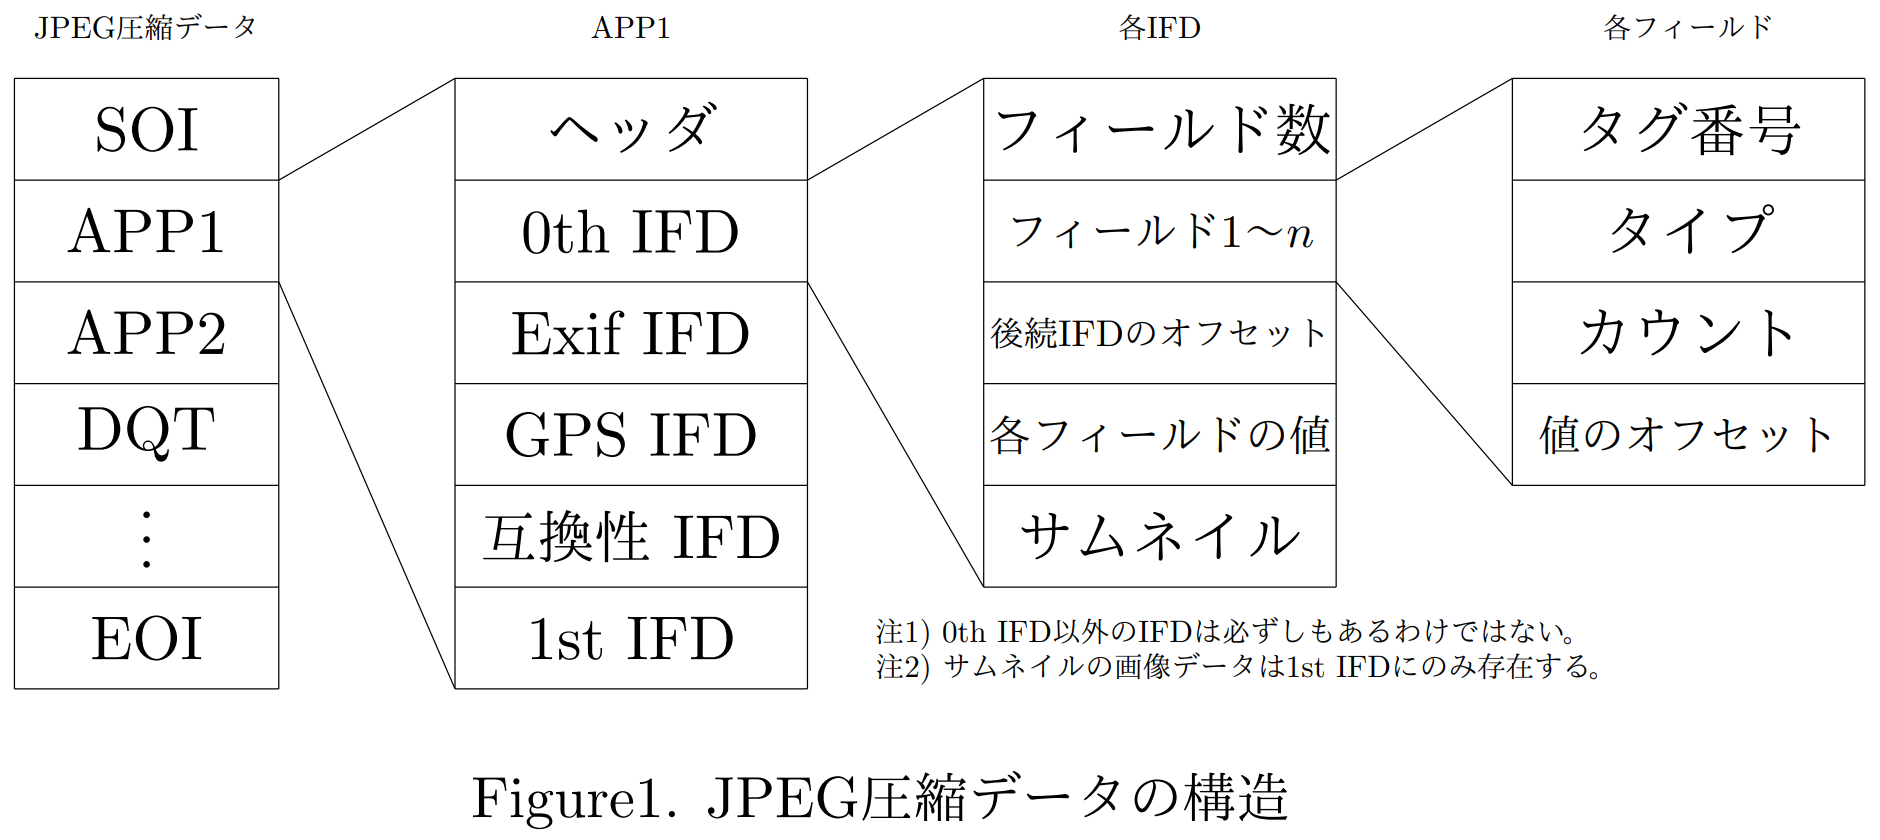 JPEG圧縮データ
SOI
APP1
APP2
DQT
⋮
EOI
APP1
ヘッダ
0th IFD
Exif IFD
GPS IFD
互換性 IFD
1st IFD
各IFD
フィールド数
フィールド1〜n
後続IFDのオフセット
各フィールドの値
サムネイル
各フィールド
タグ番号
タイプ
カウント
値のオフセット
注1) 0th IFD以外のIFDは必ずしもあるわけではない。
注2) サムネイルの画像データは1st IFDにのみ存在する。
Figure1. JPEG圧縮データの構造